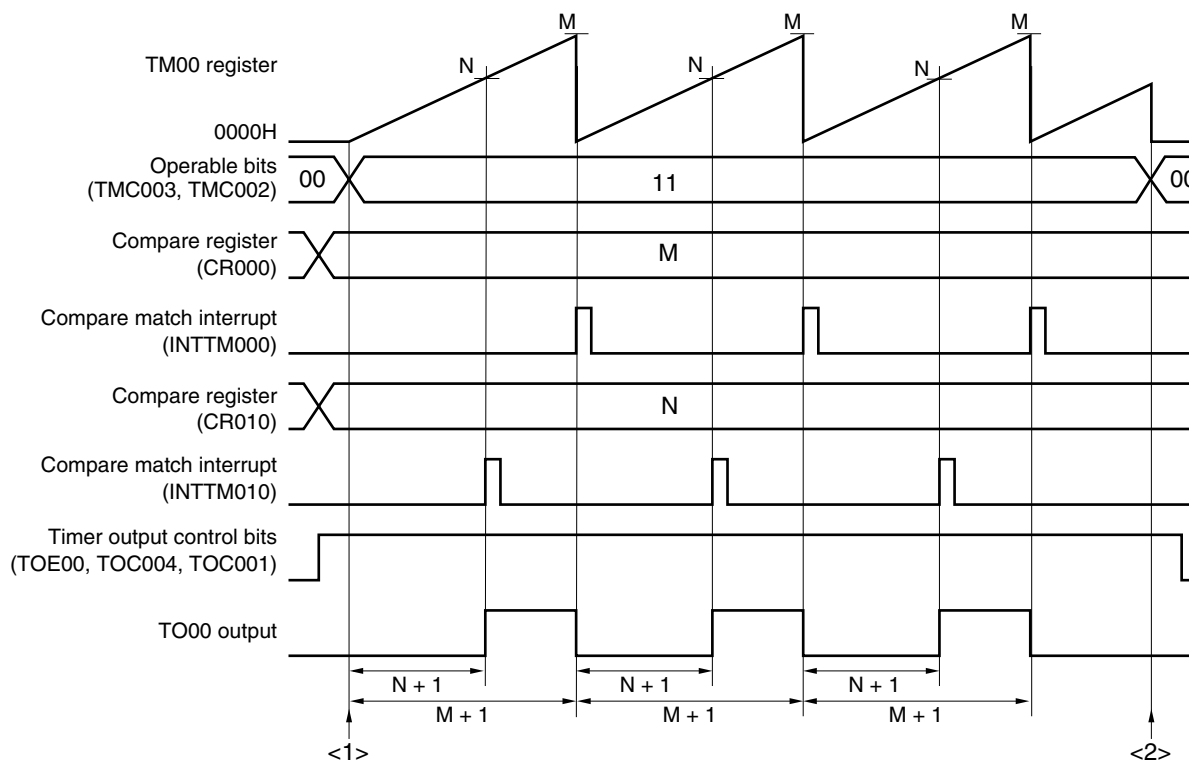 M M M
TM00 register
N N N
0000H
Operable bits
(TMC003, TMC002)
00 11 00
Compare register
(CR000)
M
Compare match interrupt
(INTTM000)
Compare register
(CR010)
N
Compare match interrupt
(INTTM010)
Timer output control bits
(TOE00, TOC004, TOC001)
TO00 output
N + 1 N + 1 N + 1
M + 1 M + 1 M + 1
<1> <2>